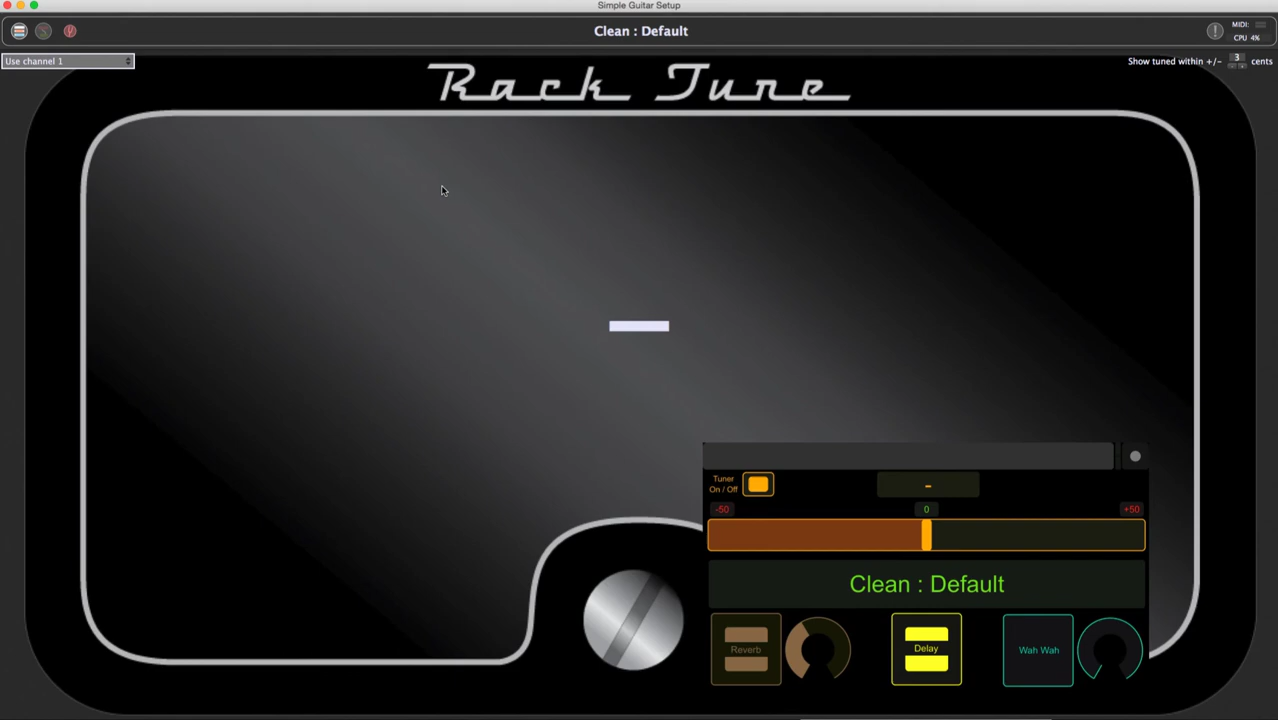 Simple Guitar Setup
Clean : Default
MIDI:
CPU 4%
Use channel 1
Show tuned within +/- 3 cents
Rack Tune
Tuner
On / Off
-
-50 0 +50
Clean : Default
Reverb Delay Wah Wah